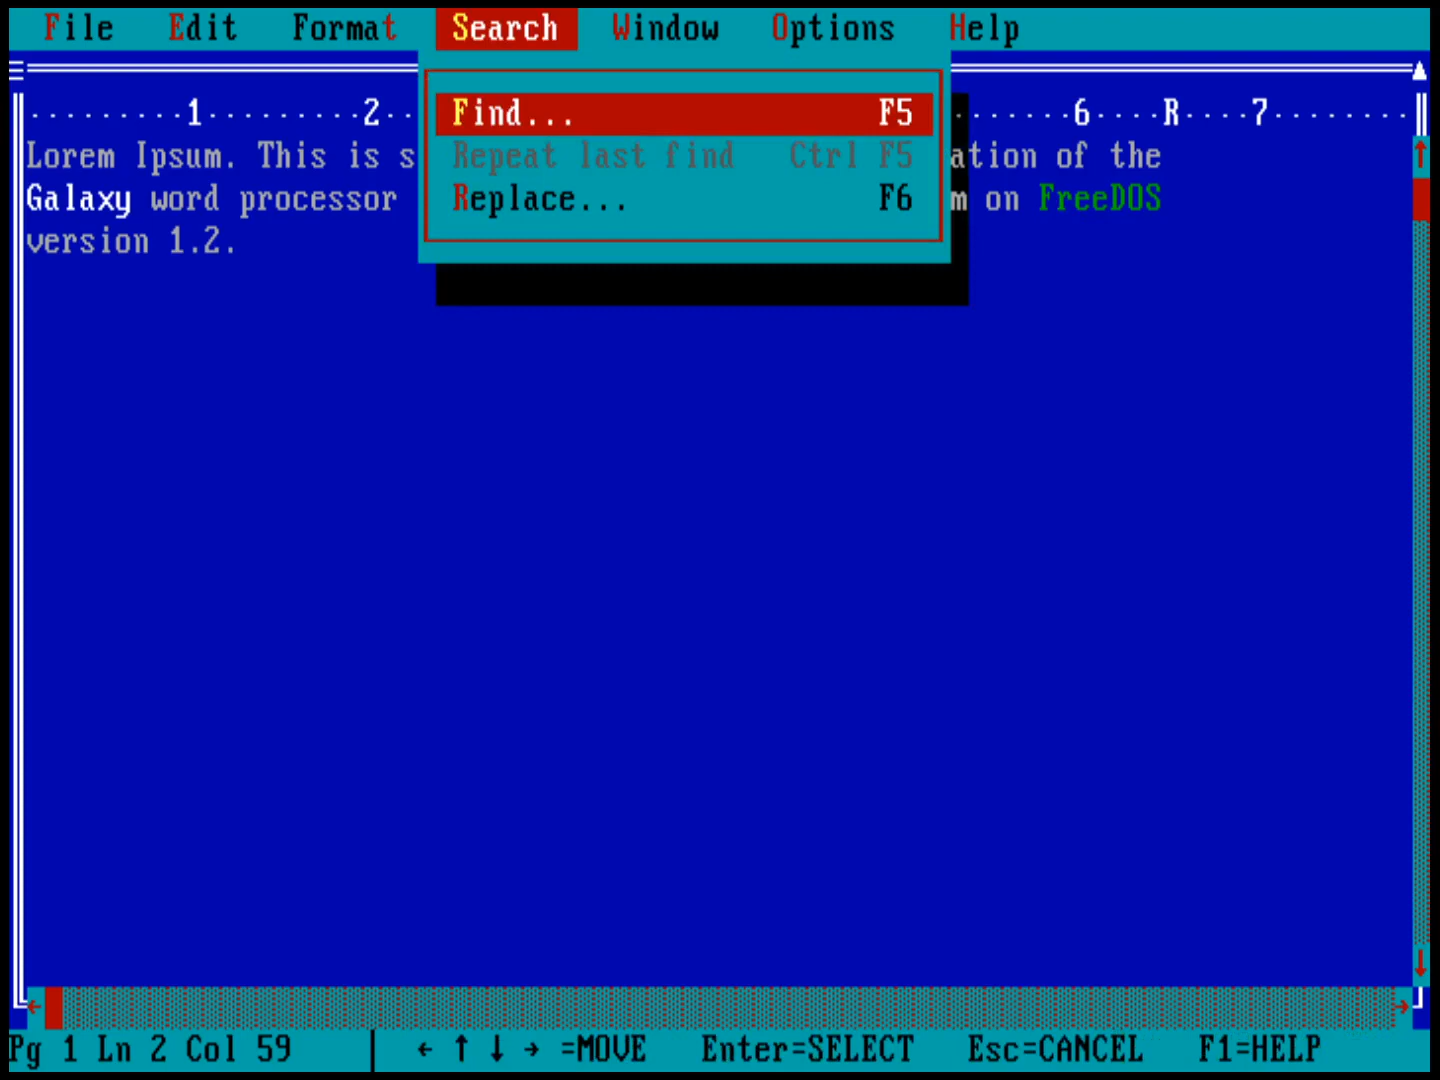 File Edit Format Search Window Options Help
.........1.........2.. ......6....R....7........
Find... F5
Lorem Ipsum. This is s Repeat last find Ctrl F5 ation of the
Galaxy word processor Replace... F6 m on FreeDOS
version 1.2.
Pg 1 Ln 2 Col 59 ← ↑ ↓ → =MOVE Enter=SELECT Esc=CANCEL F1=HELP